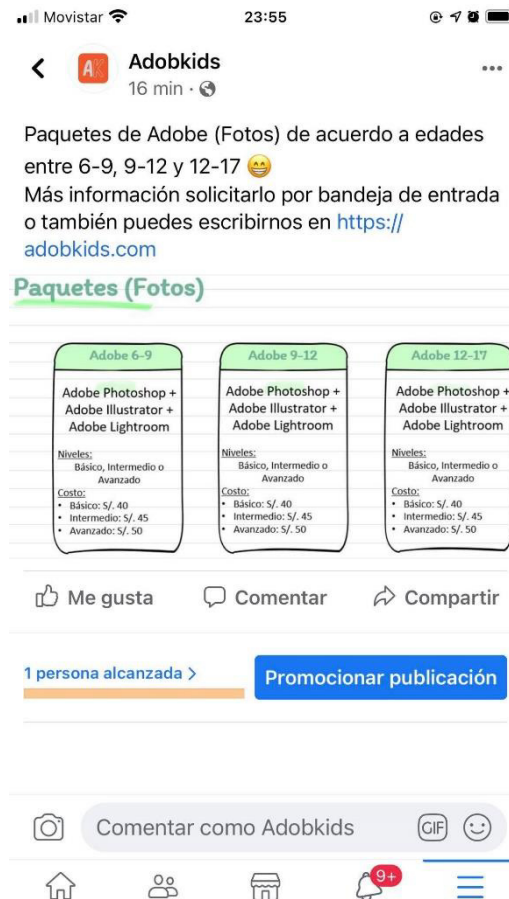 Movistar 23:55
Adobkids
16 min
Paquetes de Adobe (Fotos) de acuerdo a edades
entre 6-9, 9-12 y 12-17 😁
Más información solicitarlo por bandeja de entrada
o también puedes escribirnos en https://
adobkids.com
Paquetes (Fotos)
Adobe 6-9
Adobe Photoshop +
Adobe Illustrator +
Adobe Lightroom
Niveles:
Básico, Intermedio o
Avanzado
Costo:
• Básico: S/. 40
• Intermedio: S/. 45
• Avanzado: S/. 50
Adobe 9-12
Adobe Photoshop +
Adobe Illustrator +
Adobe Lightroom
Niveles:
Básico, Intermedio o
Avanzado
Costo:
• Básico: S/. 40
• Intermedio: S/. 45
• Avanzado: S/. 50
Adobe 12-17
Adobe Photoshop +
Adobe Illustrator +
Adobe Lightroom
Niveles:
Básico, Intermedio o
Avanzado
Costo:
• Básico: S/. 40
• Intermedio: S/. 45
• Avanzado: S/. 50
Me gusta Comentar Compartir
1 persona alcanzada > Promocionar publicación
Comentar como Adobkids GIF
9+